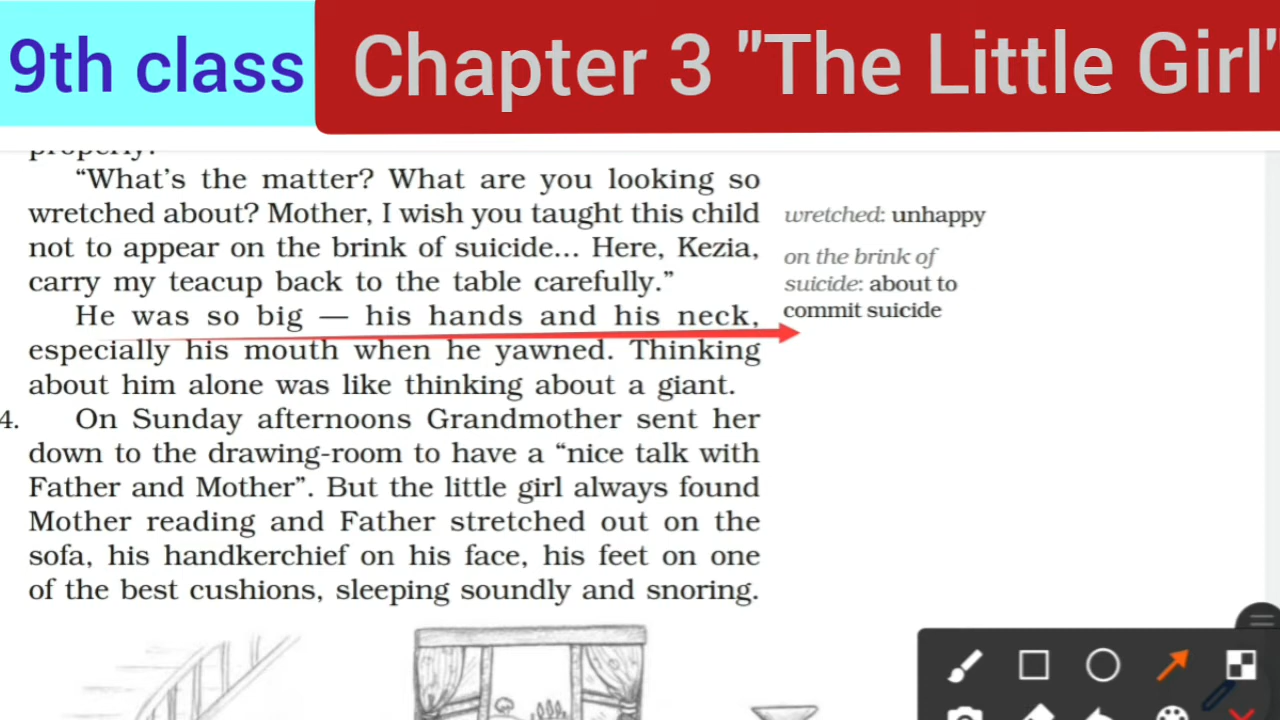 9th class
Chapter 3 "The Little Girl"
properly.
“What’s the matter? What are you looking so
wretched about? Mother, I wish you taught this child
not to appear on the brink of suicide... Here, Kezia,
carry my teacup back to the table carefully.”
He was so big — his hands and his neck,
especially his mouth when he yawned. Thinking
about him alone was like thinking about a giant.
4. On Sunday afternoons Grandmother sent her
down to the drawing-room to have a “nice talk with
Father and Mother”. But the little girl always found
Mother reading and Father stretched out on the
sofa, his handkerchief on his face, his feet on one
of the best cushions, sleeping soundly and snoring.
wretched: unhappy
on the brink of
suicide: about to
commit suicide